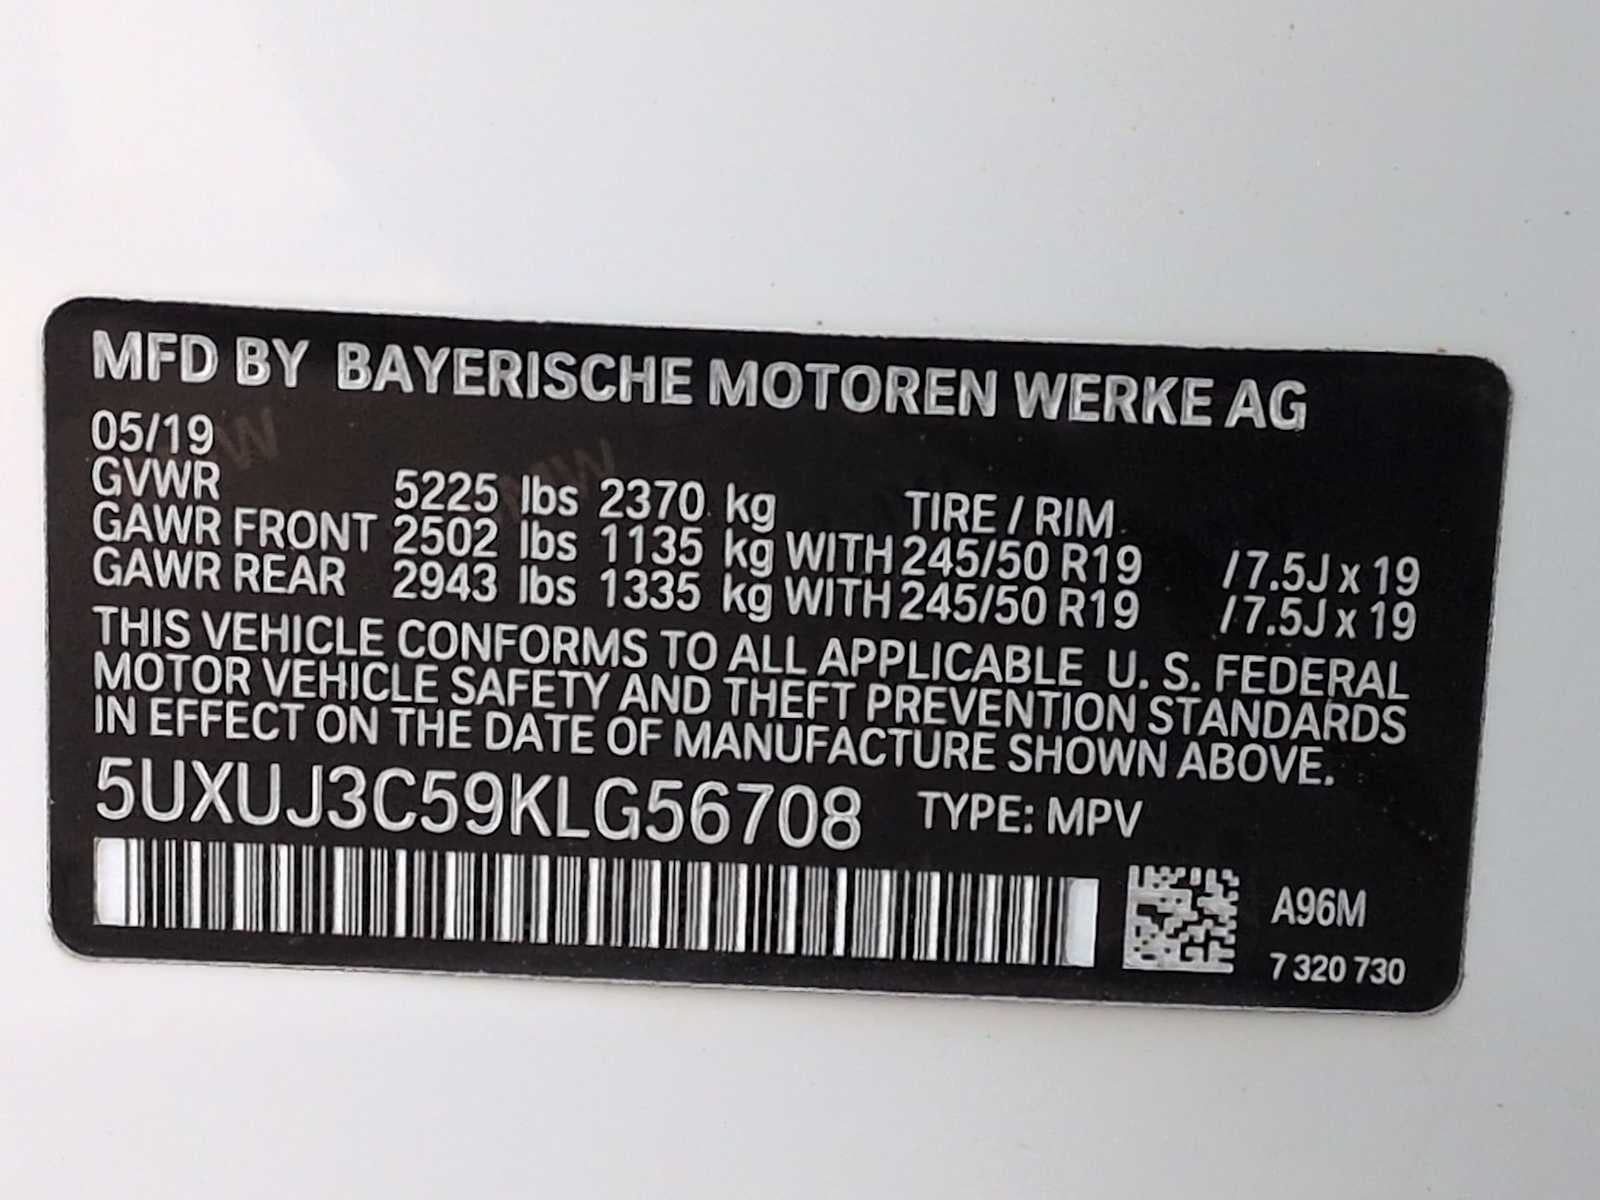 MFD BY BAYERISCHE MOTOREN WERKE AG
05/19
GVWR 5225 lbs 2370 kg TIRE / RIM
GAWR FRONT 2502 lbs 1135 kg WITH 245/50 R19 / 7.5J x 19
GAWR REAR 2943 lbs 1335 kg WITH 245/50 R19 / 7.5J x 19
THIS VEHICLE CONFORMS TO ALL APPLICABLE U. S. FEDERAL
MOTOR VEHICLE SAFETY AND THEFT PREVENTION STANDARDS
IN EFFECT ON THE DATE OF MANUFACTURE SHOWN ABOVE.
5UXUJ3C59KLG56708 TYPE: MPV
A96M
7 320 730